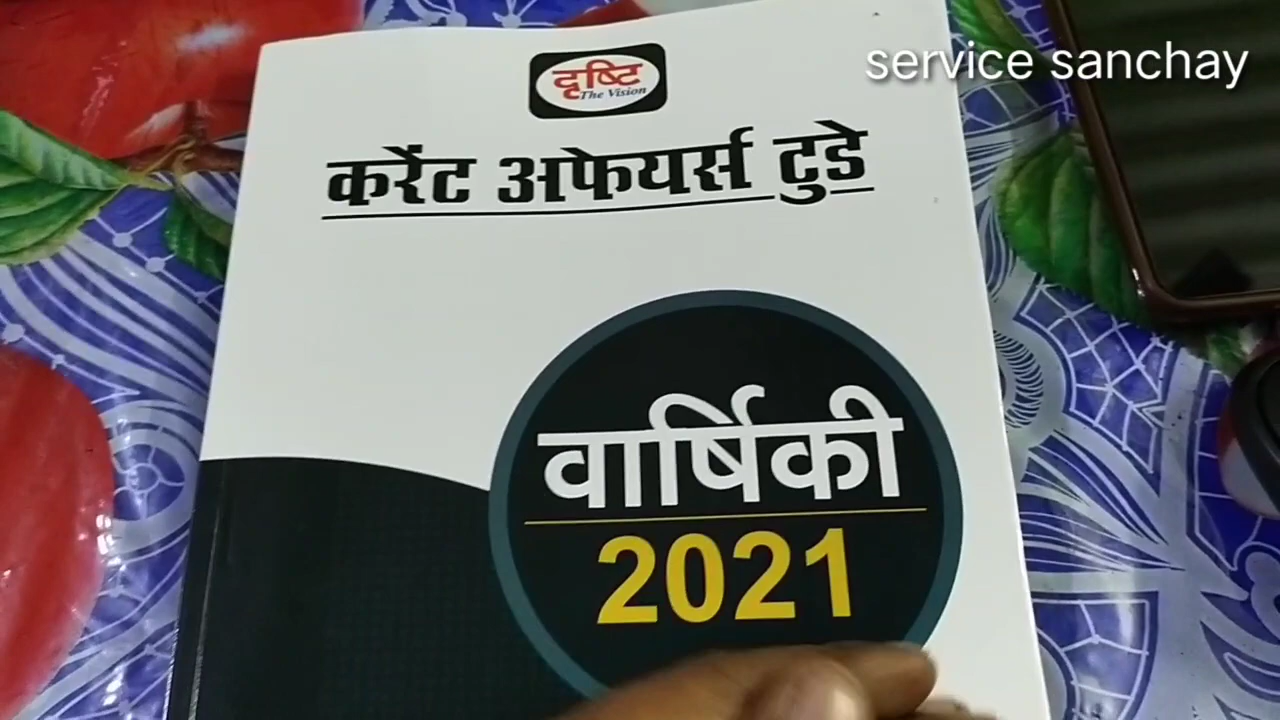 service sanchay
दृष्टि
The Vision
करेंट अफेयर्स टुडे
वार्षिकी
2021